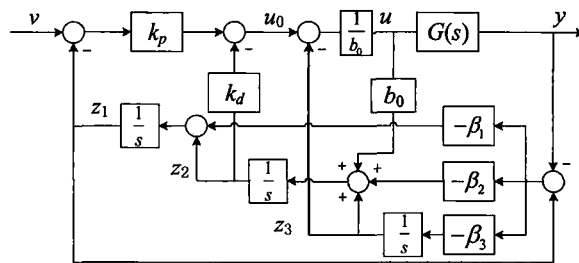 v
-
k_p
-
u_0
-
1/b_0
u
G(s)
y
k_d
b_0
z_1
1/s
z_2
1/s
+ + + +
-β_1
-β_2
-
z_3
1/s
-β_3